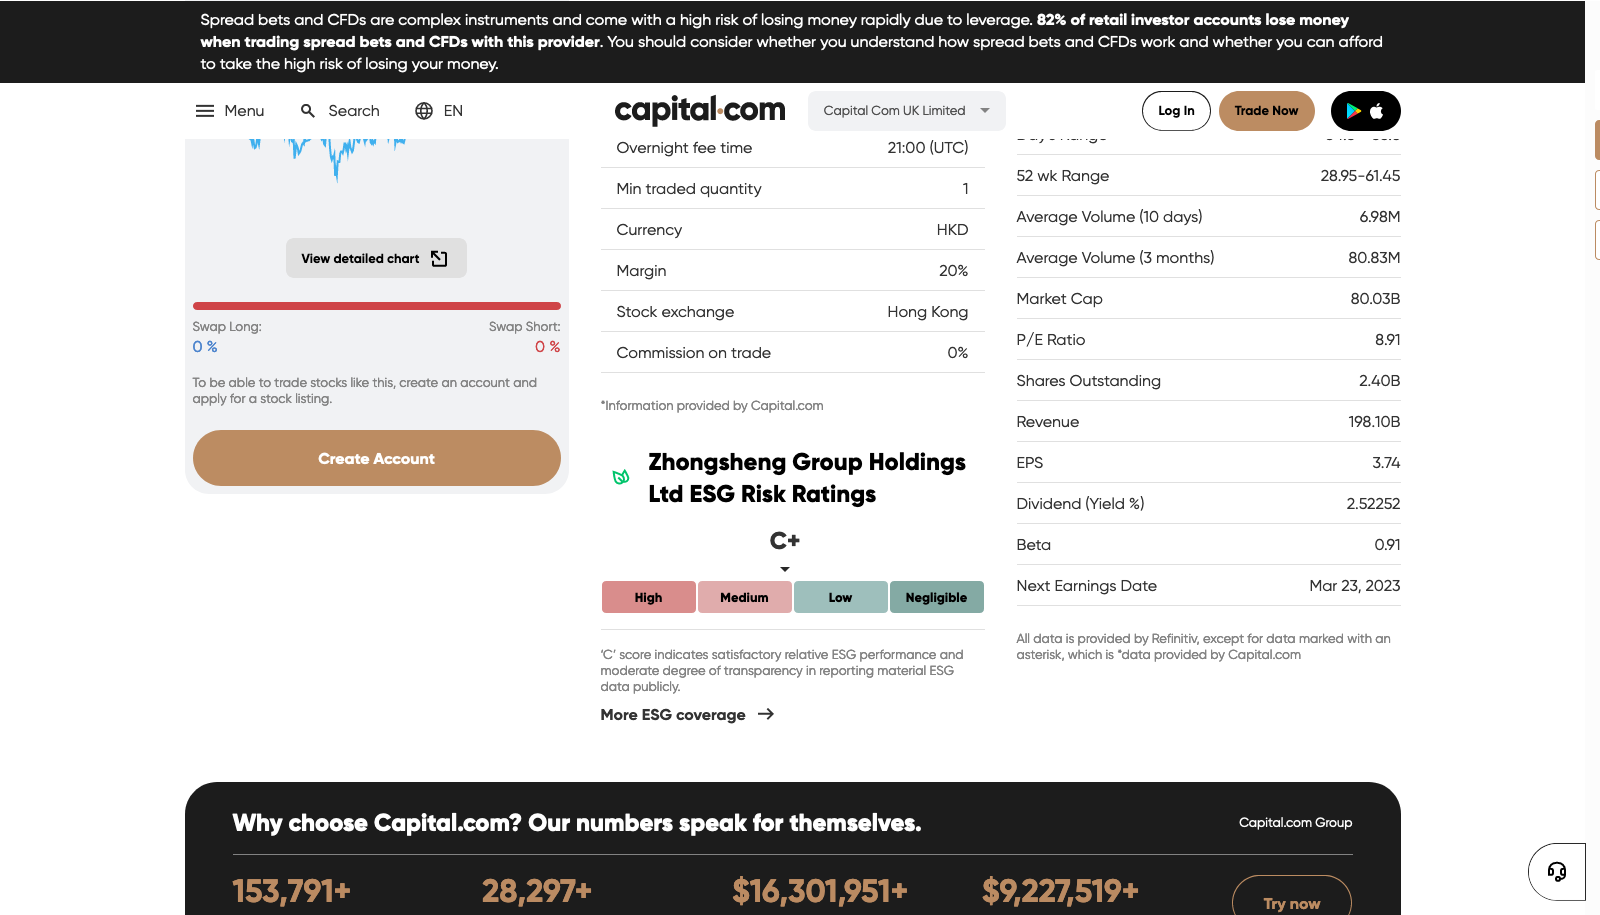 Spread bets and CFDs are complex instruments and come with a high risk of losing money rapidly due to leverage. 82% of retail investor accounts lose money
when trading spread bets and CFDs with this provider. You should consider whether you understand how spread bets and CFDs work and whether you can afford
to take the high risk of losing your money.
Menu
Search
EN
capital.com
Capital Com UK Limited
Log In
Trade Now
View detailed chart
Swap Long:
Swap Short:
0 %
0 %
To be able to trade stocks like this, create an account and
apply for a stock listing.
Create Account
Overnight fee time 21:00 (UTC)
Min traded quantity 1
Currency HKD
Margin 20%
Stock exchange Hong Kong
Commission on trade 0%
*Information provided by Capital.com
Zhongsheng Group Holdings
Ltd ESG Risk Ratings
C+
High Medium Low Negligible
'C' score indicates satisfactory relative ESG performance and
moderate degree of transparency in reporting material ESG
data publicly.
More ESG coverage
52 wk Range 28.95-61.45
Average Volume (10 days) 6.98M
Average Volume (3 months) 80.83M
Market Cap 80.03B
P/E Ratio 8.91
Shares Outstanding 2.40B
Revenue 198.10B
EPS 3.74
Dividend (Yield %) 2.52252
Beta 0.91
Next Earnings Date Mar 23, 2023
All data is provided by Refinitiv, except for data marked with an
asterisk, which is *data provided by Capital.com
Why choose Capital.com? Our numbers speak for themselves.
Capital.com Group
153,791+
28,297+
$16,301,951+
$9,227,519+
Try now